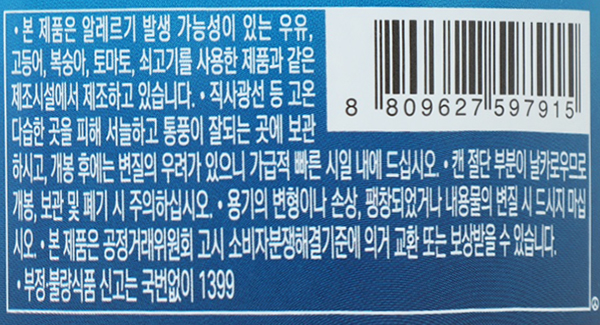 • 본 제품은 알레르기 발생 가능성이 있는 우유,
고등어, 복숭아, 토마토, 쇠고기를 사용한 제품과 같은
제조시설에서 제조하고 있습니다. • 직사광선 등 고온
다습한 곳을 피해 서늘하고 통풍이 잘되는 곳에 보관
하시고, 개봉 후에는 변질의 우려가 있으니 가급적 빠른 시일 내에 드십시오. • 캔 절단 부분이 날카로우므로
개봉, 보관 및 폐기 시 주의하십시오. • 용기의 변형이나 손상, 팽창되었거나 내용물의 변질 시 드시지 마십
시오. • 본 제품은 공정거래위원회 고시 소비자분쟁해결기준에 의거 교환 또는 보상받을 수 있습니다.
• 부정·불량식품 신고는 국번없이 1399
8 809627 597915